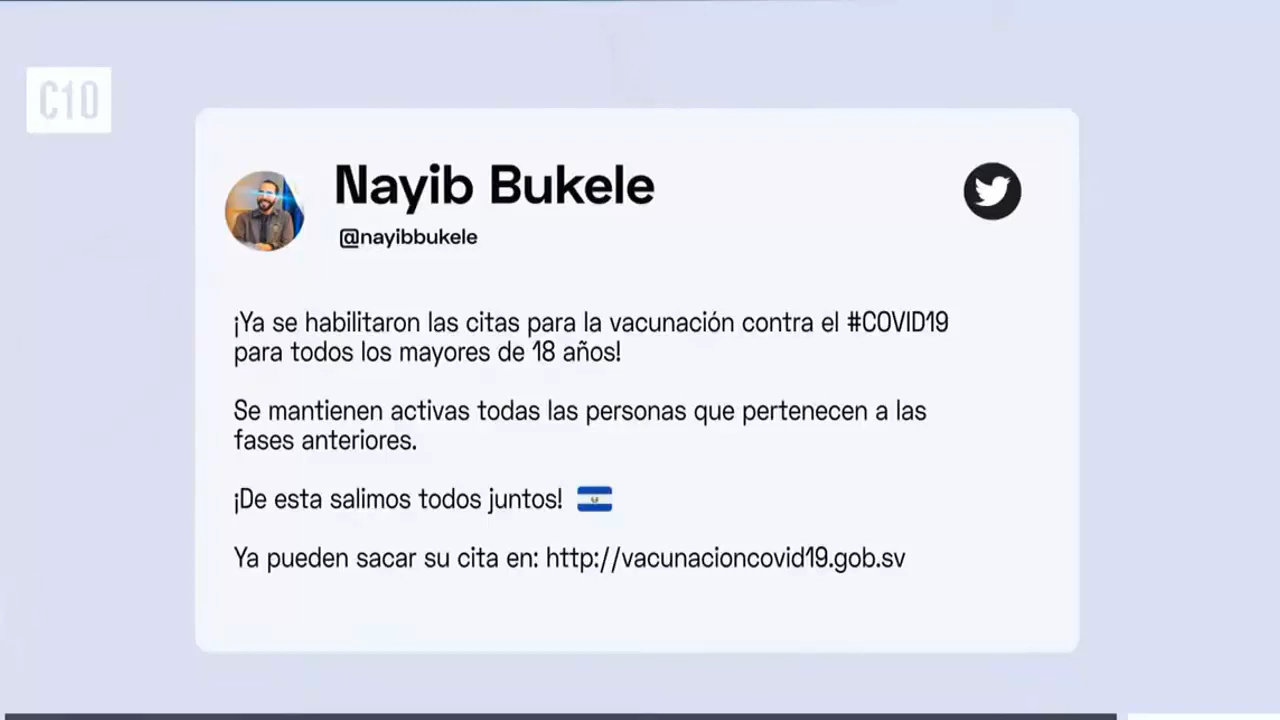 C10
Nayib Bukele
@nayibbukele
¡Ya se habilitaron las citas para la vacunación contra el #COVID19
para todos los mayores de 18 años!
Se mantienen activas todas las personas que pertenecen a las
fases anteriores.
¡De esta salimos todos juntos! 🇸🇻
Ya pueden sacar su cita en: http://vacunacioncovid19.gob.sv